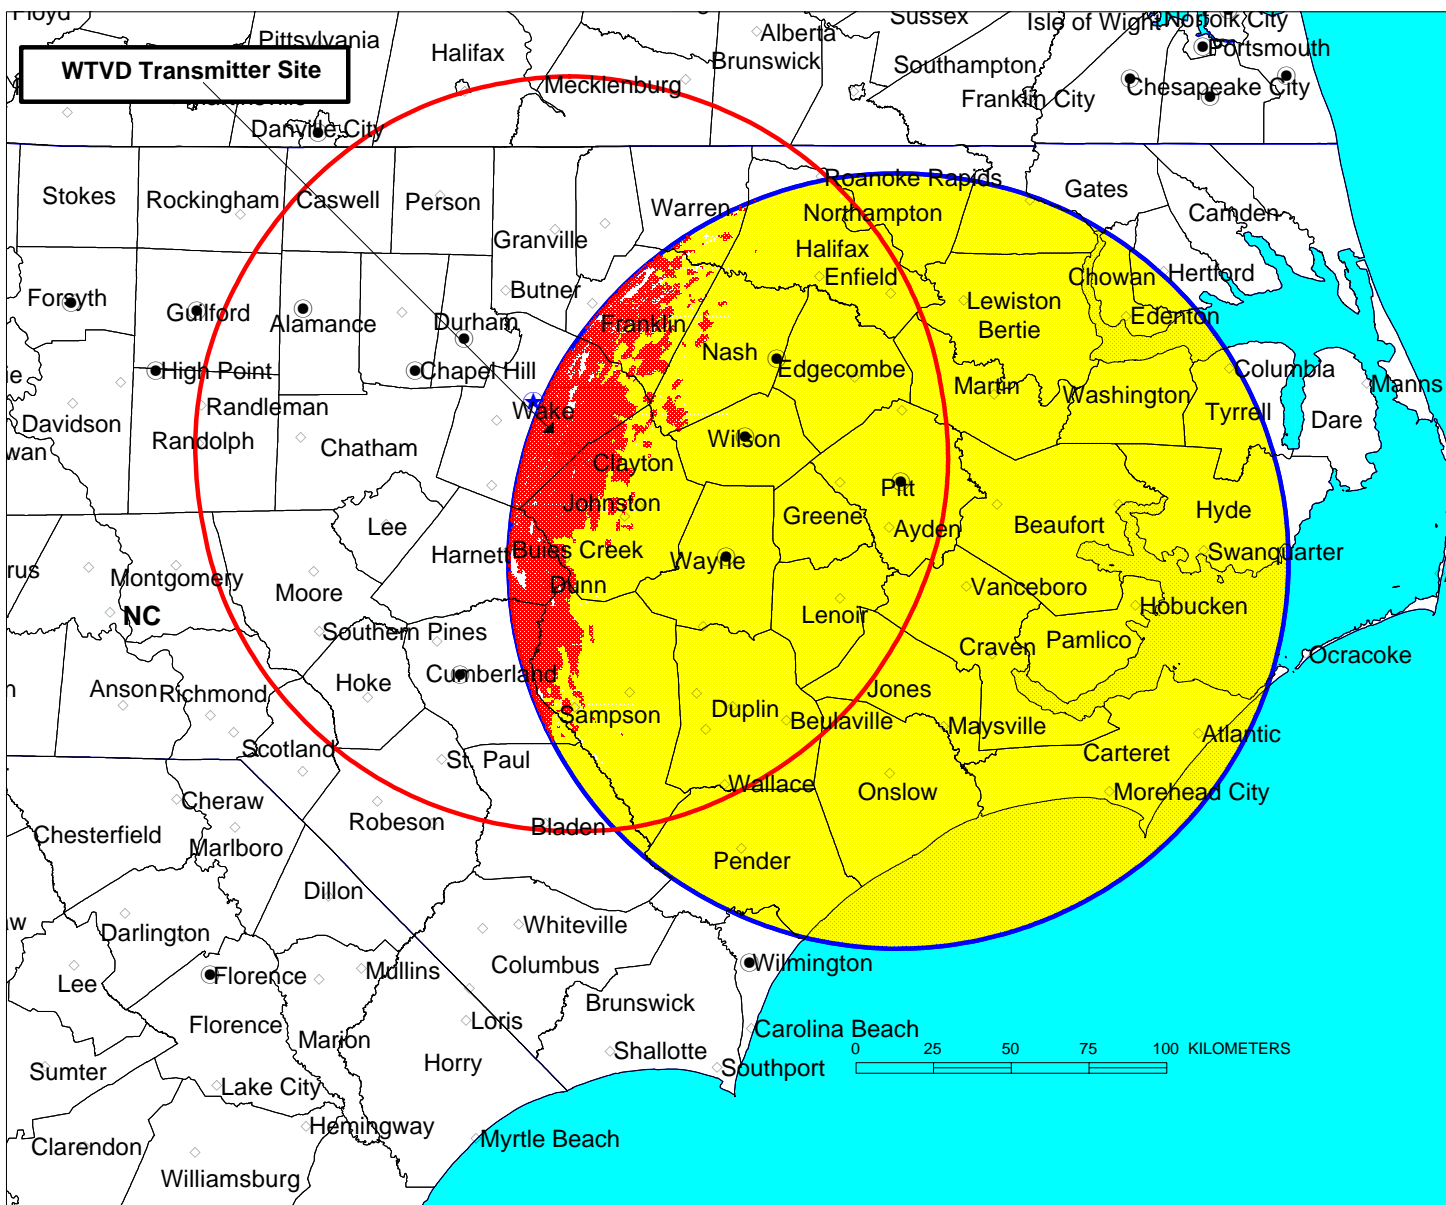 Floyd
Pittsylvania
Halifax
Alberta
Brunswick
Sussex
Isle of Wight
Norfolk City
Portsmouth
WTVD Transmitter Site
Mecklenburg
Southampton
Franklin City
Chesapeake City
Danville City
Stokes
Rockingham
Caswell
Person
Granville
Warren
Roanoke Rapids
Northampton
Gates
Camden
Halifax
Enfield
Chowan
Hertford
Forsyth
Guilford
Alamance
Durham
Butner
Franklin
Nash
Edgecombe
Lewiston
Bertie
Edenton
High Point
Chapel Hill
Columbia
Manns
Davidson
Randleman
Randolph
Chatham
Wake
Wilson
Martin
Washington
Tyrrell
Dare
wan
Clayton
Johnston
Lee
Harnett
Buies Creek
Dunn
Greene
Pitt
Ayden
Beaufort
Hyde
Swanquarter
rus
Montgomery
Moore
Wayne
Lenoir
Vanceboro
Hobucken
NC
Southern Pines
Cumberland
Craven
Pamlico
Ocracoke
Anson
Richmond
Hoke
Sampson
Duplin
Beulaville
Jones
Maysville
Atlantic
Scotland
St. Paul
Wallace
Onslow
Carteret
Morehead City
Cheraw
Chesterfield
Marlboro
Robeson
Bladen
Pender
Dillon
Darlington
Whiteville
Columbus
Wilmington
Lee
Florence
Mullins
Brunswick
Florence
Marion
Loris
Horry
Carolina Beach
Shallotte
Southport
0 25 50 75 100 KILOMETERS
Sumter
Lake City
Hemingway
Clarendon
Williamsburg
Myrtle Beach